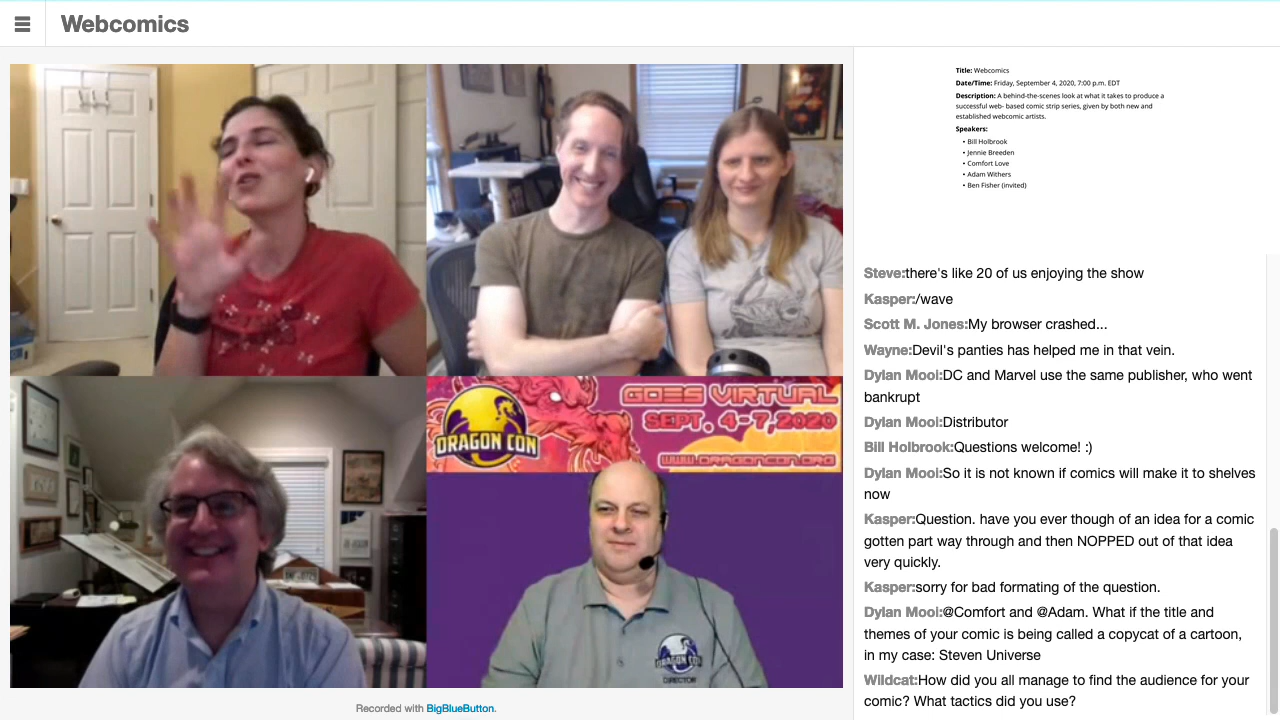 Webcomics
GOES VIRTUAL
SEPT. 4-7, 2020
DRAGON CON
WWW.DRAGONCON.ORG
DRAGON CON
DIRECTOR
Recorded with BigBlueButton.
Title: Webcomics
Date/Time: Friday, September 4, 2020, 7:00 p.m. EDT
Description: A behind-the-scenes look at what it takes to produce a
successful web- based comic strip series, given by both new and
established webcomic artists.
Speakers:
• Bill Holbrook
• Jennie Breeden
• Comfort Love
• Adam Withers
• Ben Fisher (invited)
Steve:there's like 20 of us enjoying the show
Kasper:/wave
Scott M. Jones:My browser crashed...
Wayne:Devil's panties has helped me in that vein.
Dylan Mooi:DC and Marvel use the same publisher, who went
bankrupt
Dylan Mooi:Distributor
Bill Holbrook:Questions welcome! :)
Dylan Mooi:So it is not known if comics will make it to shelves
now
Kasper:Question. have you ever though of an idea for a comic
gotten part way through and then NOPPED out of that idea
very quickly.
Kasper:sorry for bad formating of the question.
Dylan Mooi:@Comfort and @Adam. What if the title and
themes of your comic is being called a copycat of a cartoon,
in my case: Steven Universe
Wildcat:How did you all manage to find the audience for your
comic? What tactics did you use?